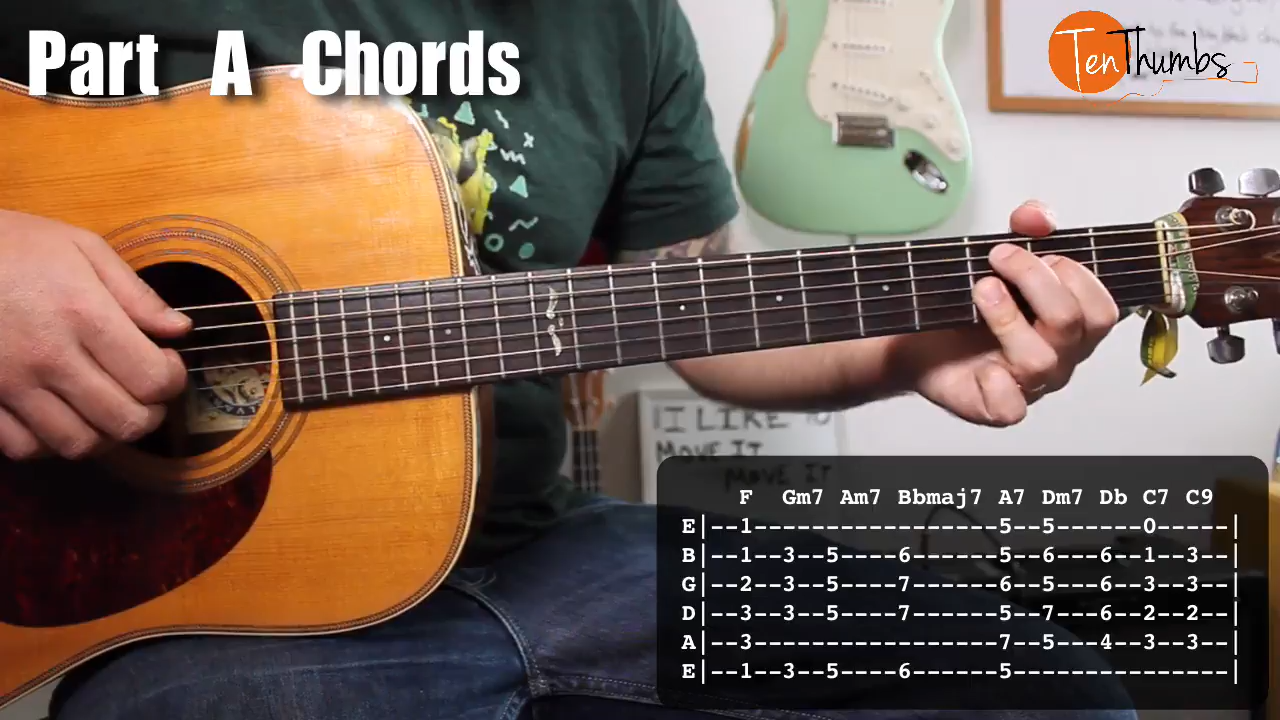 Part A Chords
TenThumbs
I LIKE TO
MOVE IT
MOVE IT
    F  Gm7 Am7 Bbmaj7 A7 Dm7 Db C7 C9
E|--1-----------------5--5------0-----|
B|--1--3--5----6------5--6---6--1--3--|
G|--2--3--5----7------6--5---6--3--3--|
D|--3--3--5----7------5--7---6--2--2--|
A|--3-----------------7--5---4--3--3--|
E|--1--3--5----6------5---------------|